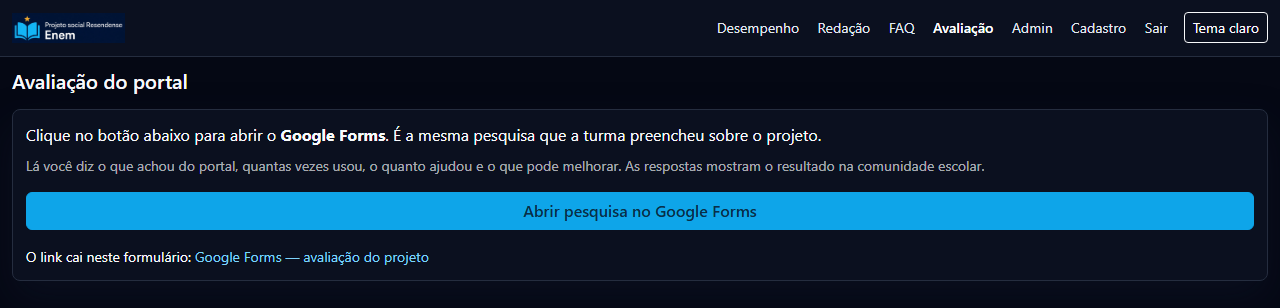 Projeto social Resendense
Enem
Desempenho Redação FAQ Avaliação Admin Cadastro Sair Tema claro
Avaliação do portal
Clique no botão abaixo para abrir o Google Forms. É a mesma pesquisa que a turma preencheu sobre o projeto.
Lá você diz o que achou do portal, quantas vezes usou, o quanto ajudou e o que pode melhorar. As respostas mostram o resultado na comunidade escolar.
Abrir pesquisa no Google Forms
O link cai neste formulário: Google Forms — avaliação do projeto